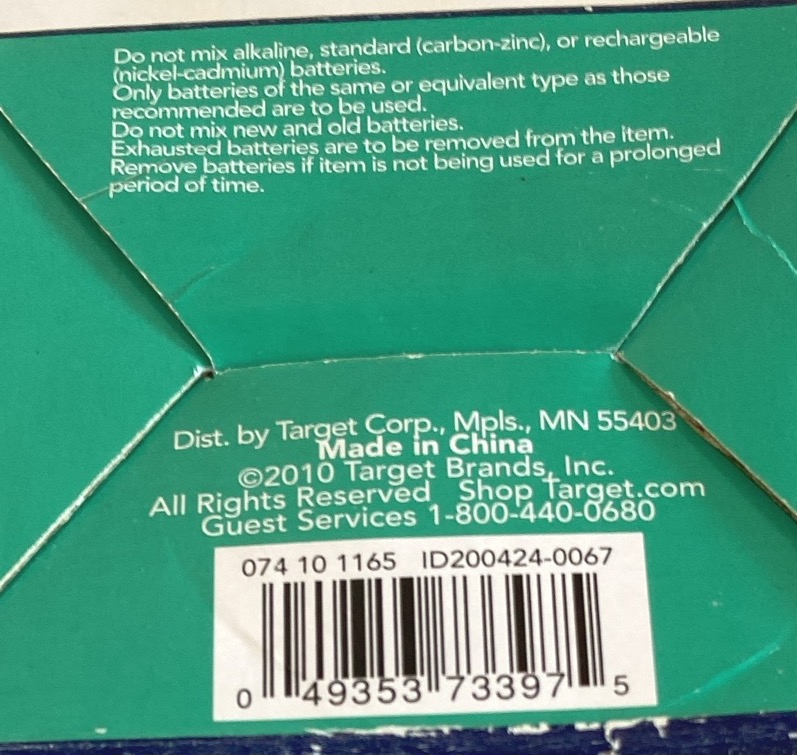 Do not mix alkaline, standard (carbon-zinc), or rechargeable
(nickel-cadmium) batteries.
Only batteries of the same or equivalent type as those
recommended are to be used.
Do not mix new and old batteries.
Exhausted batteries are to be removed from the item.
Remove batteries if item is not being used for a prolonged
period of time.
Dist. by Target Corp., Mpls., MN 55403
Made in China
©2010 Target Brands, Inc.
All Rights Reserved Shop Target.com
Guest Services 1-800-440-0680
074 10 1165 ID200424-0067
0 49353 73397 5